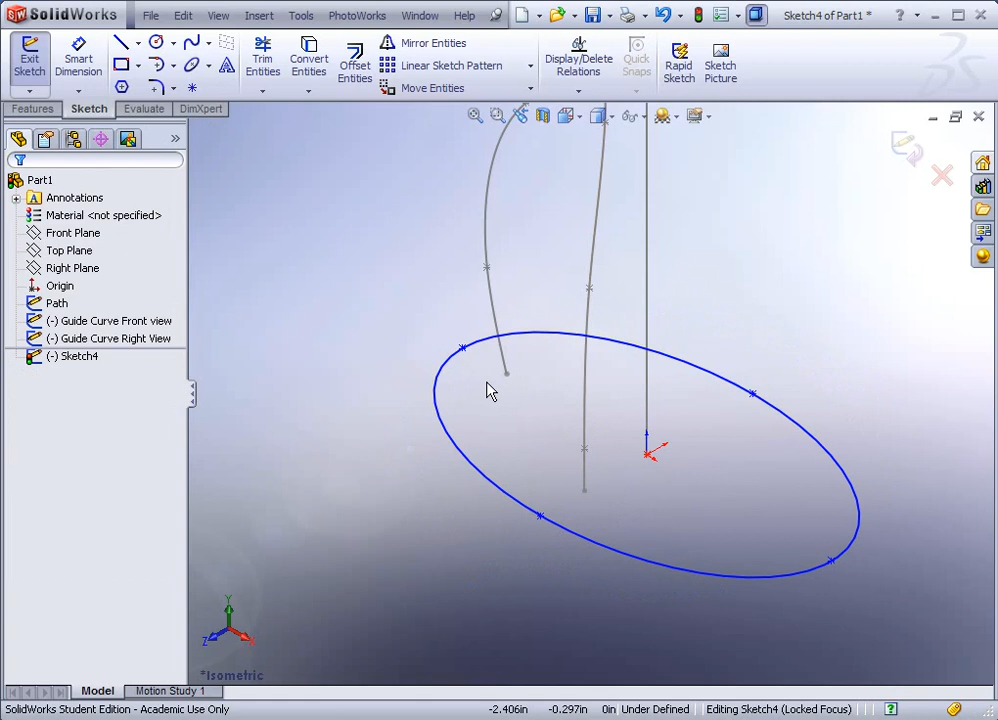 SolidWorks File Edit View Insert Tools PhotoWorks Window Help Sketch4 of Part1 * ?
Exit Sketch
Smart Dimension
Trim Entities
Convert Entities
Offset Entities
Mirror Entities
Linear Sketch Pattern
Move Entities
Display/Delete Relations
Quick Snaps
Rapid Sketch
Sketch Picture
Features Sketch Evaluate DimXpert
»
Part1
A Annotations
Material <not specified>
Front Plane
Top Plane
Right Plane
Origin
Path
(-) Guide Curve Front view
(-) Guide Curve Right View
(-) Sketch4
Y
Z X
*Isometric
Model Motion Study 1
SolidWorks Student Edition - Academic Use Only -2.406in -0.297in 0in Under Defined Editing Sketch4 (Locked Focus) ?